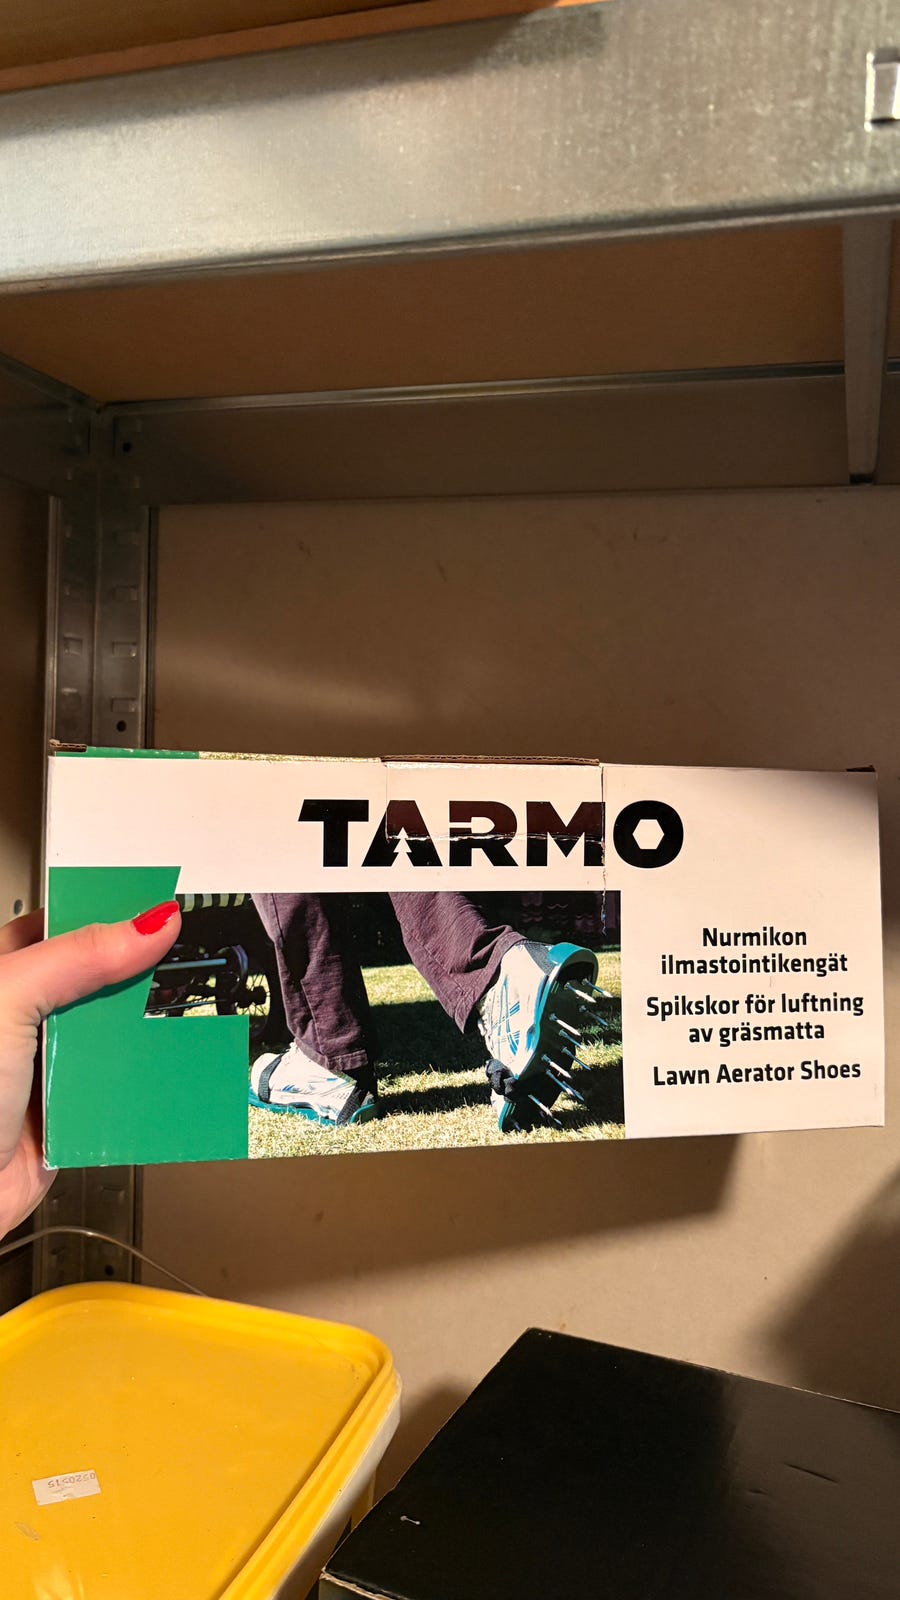 TARMO
Nurmikon
ilmastointikengät
Spikskor för luftning
av gräsmatta
Lawn Aerator Shoes